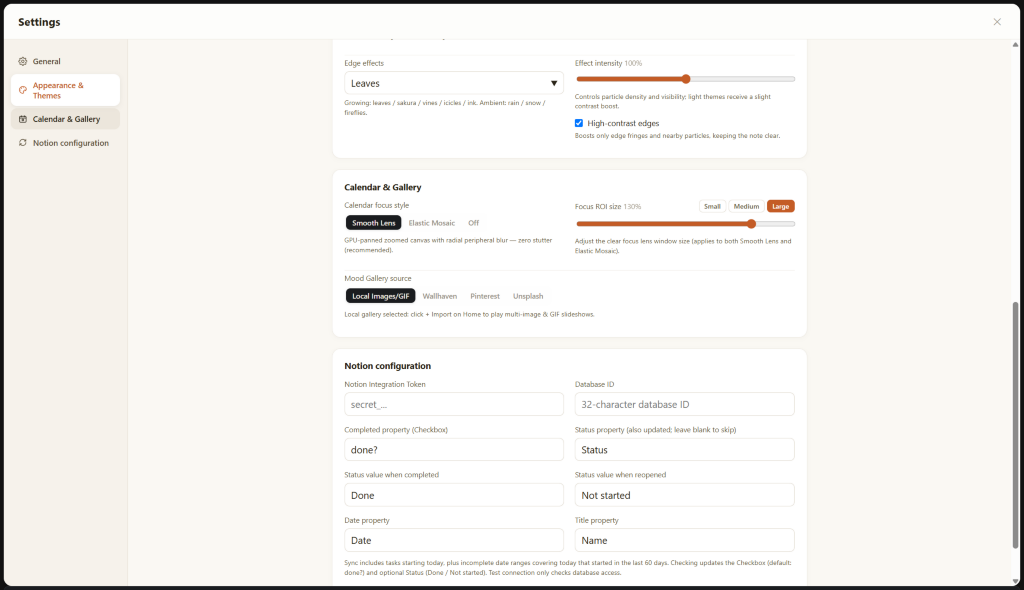 Settings
General
Appearance &
Themes
Calendar & Gallery
Notion configuration
Edge effects
Leaves
Growing: leaves / sakura / vines / icicles / ink. Ambient: rain / snow /
fireflies.
Effect intensity 100%
Controls particle density and visibility; light themes receive a slight
contrast boost.
High-contrast edges
Boosts only edge fringes and nearby particles, keeping the note clear.
Calendar & Gallery
Calendar focus style
Smooth Lens Elastic Mosaic Off
GPU-panned zoomed canvas with radial peripheral blur — zero stutter
(recommended).
Focus ROI size 130%
Small Medium Large
Adjust the clear focus lens window size (applies to both Smooth Lens and
Elastic Mosaic).
Mood Gallery source
Local Images/GIF Wallhaven Pinterest Unsplash
Local gallery selected: click + Import on Home to play multi-image & GIF slideshows.
Notion configuration
Notion Integration Token
secret_...
Database ID
32-character database ID
Completed property (Checkbox)
done?
Status property (also updated; leave blank to skip)
Status
Status value when completed
Done
Status value when reopened
Not started
Date property
Date
Title property
Name
Sync includes tasks starting today, plus incomplete date ranges covering today that started in the last 60 days. Checking updates the Checkbox (default:
done?) and optional Status (Done / Not started). Test connection only checks database access.